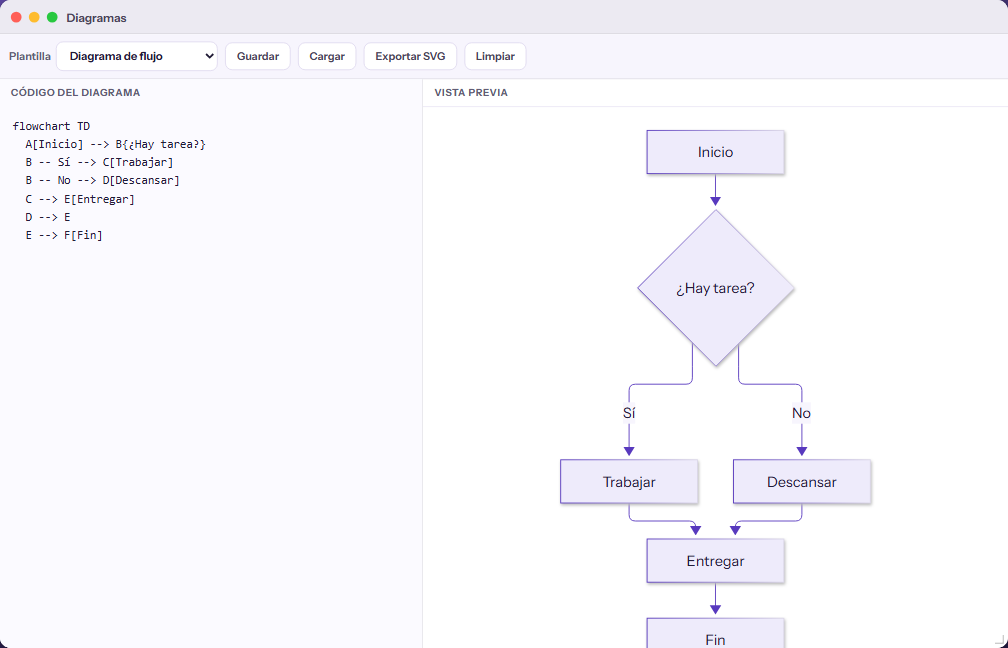 Diagramas
Plantilla Diagrama de flujo Guardar Cargar Exportar SVG Limpiar
CÓDIGO DEL DIAGRAMA
flowchart TD
A[Inicio] --> B{¿Hay tarea?}
B -- Sí --> C[Trabajar]
B -- No --> D[Descansar]
C --> E[Entregar]
D --> E
E --> F[Fin]
VISTA PREVIA
Inicio
¿Hay tarea?
Sí No
Trabajar Descansar
Entregar
Fin